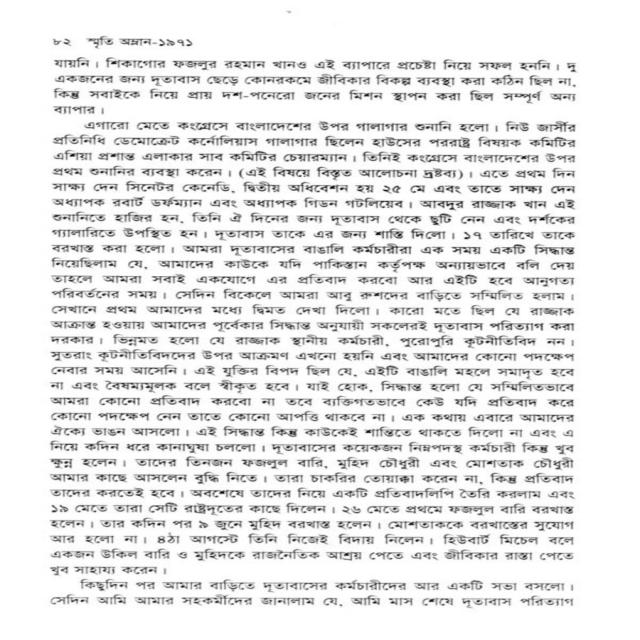 ৮২ স্মৃতি অম্লান-১৯৭১
যায়নি। শিকাগোর ফজলুর রহমান খানও এই ব্যাপারে প্রচেষ্টা নিয়ে সফল হননি। দু
একজনের জন্য দূতাবাস ছেড়ে কোনরকমে জীবিকার বিকল্প ব্যবস্থা করা কঠিন ছিল না,
কিন্তু সবাইকে নিয়ে প্রায় দশ-পনেরো জনের মিশন স্থাপন করা ছিল সম্পূর্ণ অন্য
ব্যাপার।
এগারো মেতে কংগ্রেসে বাংলাদেশের উপর গালাগার শুনানি হলো। নিউ জার্সীর
প্রতিনিধি ডেমোক্রেট কর্নেলিয়াস গালাগার ছিলেন হাউসের পররাষ্ট্র বিষয়ক কমিটির
এশিয়া প্রশান্ত এলাকার সাব কমিটির চেয়ারম্যান। তিনিই কংগ্রেসে বাংলাদেশের উপর
প্রথম শুনানির ব্যবস্থা করেন। (এই বিষয়ে বিস্তৃত আলোচনা দ্রষ্টব্য)। এতে প্রথম দিন
সাক্ষ্য দেন সিনেটর কেনেডি, দ্বিতীয় অধিবেশন হয় ২৫ মে এবং তাতে সাক্ষ্য দেন
অধ্যাপক রবার্ট ডর্ফম্যান এবং অধ্যাপক গিডন গটলিয়েব। আবদুর রাজ্জাক খান এই
শুনানিতে হাজির হন, তিনি ঐ দিনের জন্য দূতাবাস থেকে ছুটি নেন এবং দর্শকের
গ্যালারিতে উপস্থিত হন। দূতাবাস তাকে এর জন্য শাস্তি দিলো। ১৭ তারিখে তাকে
বরখাস্ত করা হলো। আমরা দূতাবাসের বাঙালি কর্মচারীরা এক সময় একটি সিদ্ধান্ত
নিয়েছিলাম যে, আমাদের কাউকে যদি পাকিস্তান কর্তৃপক্ষ অন্যায়ভাবে বলি দেয়
তাহলে আমরা সবাই একযোগে এর প্রতিবাদ করবো আর এইটি হবে আনুগত্য
পরিবর্তনের সময়। সেদিন বিকেলে আমরা আবু রুশদের বাড়িতে সম্মিলিত হলাম।
সেখানে প্রথম আমাদের মধ্যে দ্বিমত দেখা দিলো। কারো মতে ছিল যে রাজ্জাক
আক্রান্ত হওয়ায় আমাদের পূর্বেকার সিদ্ধান্ত অনুযায়ী সকলেরই দূতাবাস পরিত্যাগ করা
দরকার। ভিন্নমত হলো যে রাজ্জাক স্থানীয় কর্মচারী, পুরোপুরি কূটনীতিবিদ নন।
সুতরাং কূটনীতিবিদদের উপর আক্রমণ এখনো হয়নি এবং আমাদের কোনো পদক্ষেপ
নেবার সময় আসেনি। এই যুক্তির বিপদ ছিল যে, এইটি বাঙালি মহলে সমাদৃত হবে
না এবং বৈষম্যমূলক বলে স্বীকৃত হবে। যাই হোক, সিদ্ধান্ত হলো যে সম্মিলিতভাবে
আমরা কোনো প্রতিবাদ করবো না তবে ব্যক্তিগতভাবে কেউ যদি প্রতিবাদ করে
কোনো পদক্ষেপ নেন তাতে কোনো আপত্তি থাকবে না। এক কথায় এবারে আমাদের
ঐক্যে ভাঙন আসলো। এই সিদ্ধান্ত কিন্তু কাউকেই শান্তিতে থাকতে দিলো না এবং এ
নিয়ে কদিন ধরে কানাঘুষা চললো। দূতাবাসের কয়েকজন নিম্নপদস্থ কর্মচারী কিন্তু খুব
ক্ষুন্ন হলেন। তাদের তিনজন ফজলুল বারি, মুহিদ চৌধুরী এবং মোশতাক চৌধুরী
আমার কাছে আসলেন বুদ্ধি নিতে। তারা চাকরির তোয়াক্কা করেন না, কিন্তু প্রতিবাদ
তাদের করতেই হবে। অবশেষে তাদের নিয়ে একটি প্রতিবাদলিপি তৈরি করলাম এবং
১৯ মেতে তারা সেটি রাষ্ট্রদূতের কাছে দিলেন। ২৬ মেতে প্রথমে ফজলুল বারি বরখাস্ত
হলেন। তার কদিন পর ৯ জুনে মুহিদ বরখাস্ত হলেন। মোশতাককে বরখাস্তের সুযোগ
আর হলো না। ৪ঠা আগস্টে তিনি নিজেই বিদায় নিলেন। হিউবার্ট মিচেল বলে
একজন উকিল বারি ও মুহিদকে রাজনৈতিক আশ্রয় পেতে এবং জীবিকার রাস্তা পেতে
খুব সাহায্য করেন।
কিছুদিন পর আমার বাড়িতে দূতাবাসের কর্মচারীদের আর একটি সভা বসলো।
সেদিন আমি আমার সহকর্মীদের জানালাম যে, আমি মাস শেষে দূতাবাস পরিত্যাগ